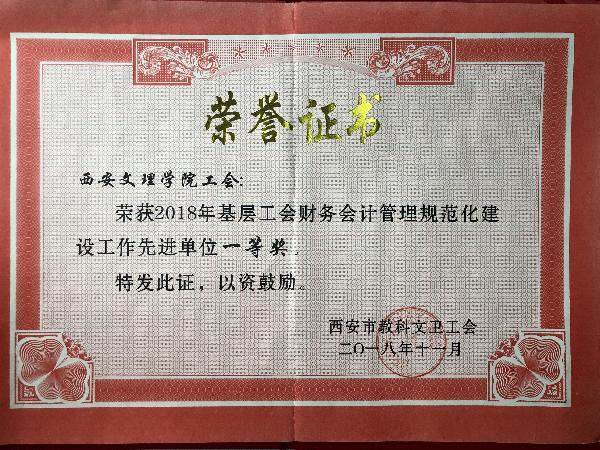 荣誉证书
西安文理学院工会:
荣获2018年基层工会财务会计管理规范化建
设工作先进单位一等奖。
特发此证，以资鼓励。
西安市教科文卫工会
二〇一八年十一月